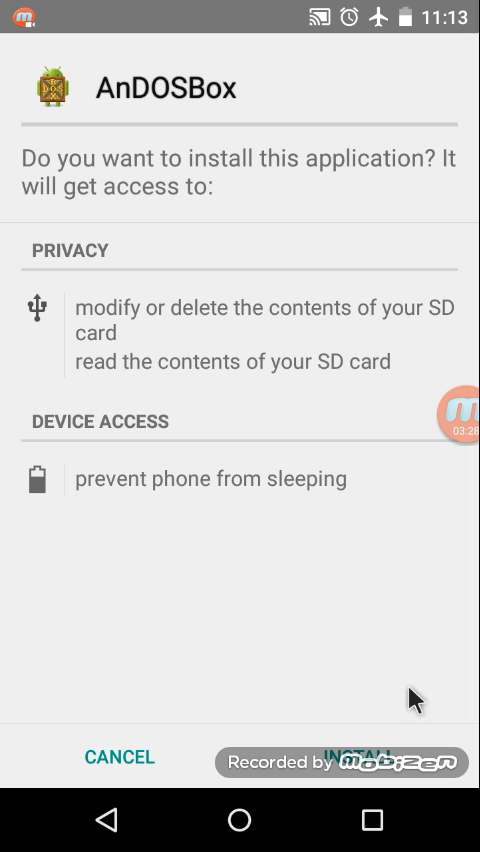 11:13
AnDOSBox
Do you want to install this application? It
will get access to:
PRIVACY
modify or delete the contents of your SD
card
read the contents of your SD card
DEVICE ACCESS
03:28
prevent phone from sleeping
CANCEL
INSTALL
Recorded by mobizen